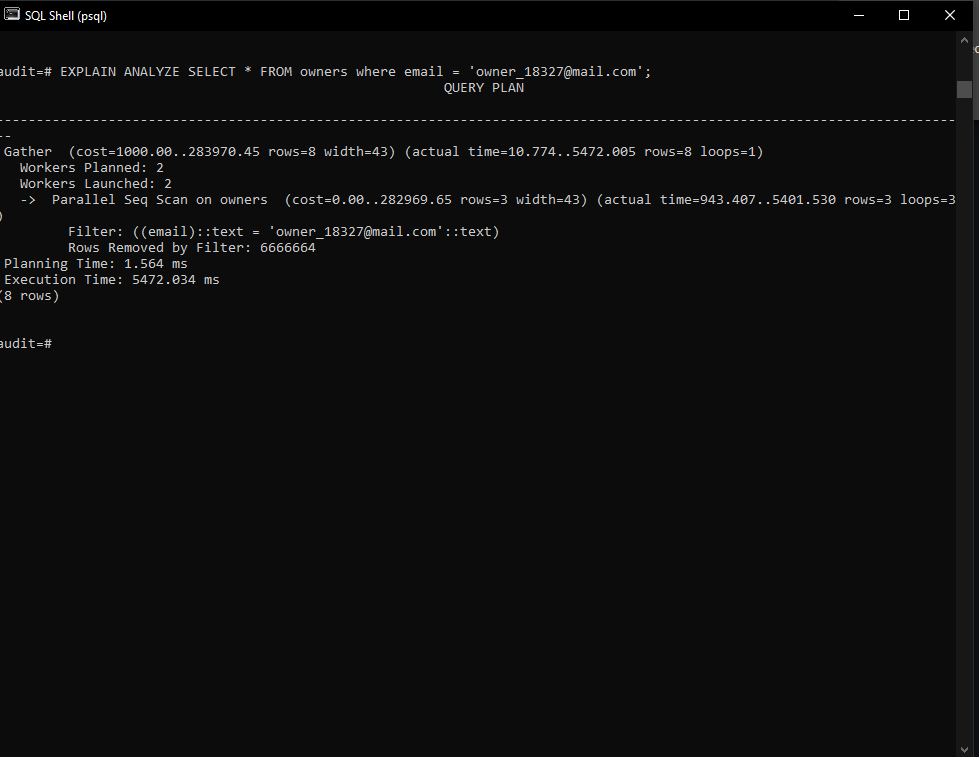 SQL Shell (psql)
audit=# EXPLAIN ANALYZE SELECT * FROM owners where email = 'owner_18327@mail.com';
QUERY PLAN
------------------------------------------------------------------------------------------------------------------------
--
Gather  (cost=1000.00..283970.45 rows=8 width=43) (actual time=10.774..5472.005 rows=8 loops=1)
Workers Planned: 2
Workers Launched: 2
->  Parallel Seq Scan on owners  (cost=0.00..282969.65 rows=3 width=43) (actual time=943.407..5401.530 rows=3 loops=3
)
Filter: ((email)::text = 'owner_18327@mail.com'::text)
Rows Removed by Filter: 6666664
Planning Time: 1.564 ms
Execution Time: 5472.034 ms
(8 rows)
audit=#